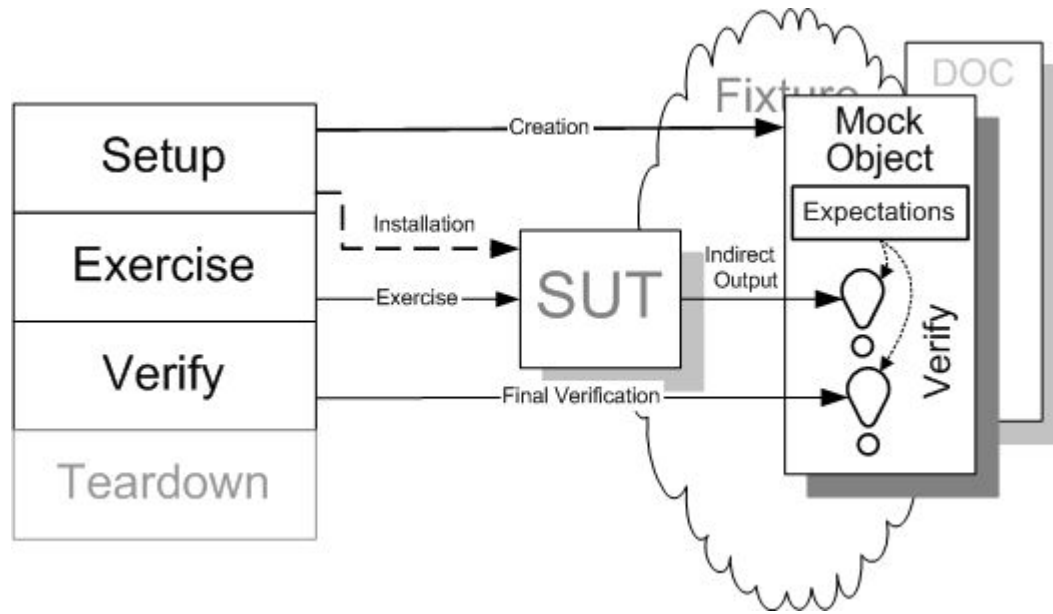 Setup
Exercise
Verify
Teardown
Creation
Installation
Exercise
Final Verification
SUT
Indirect
Output
Fixture
DOC
Mock
Object
Expectations
Verify